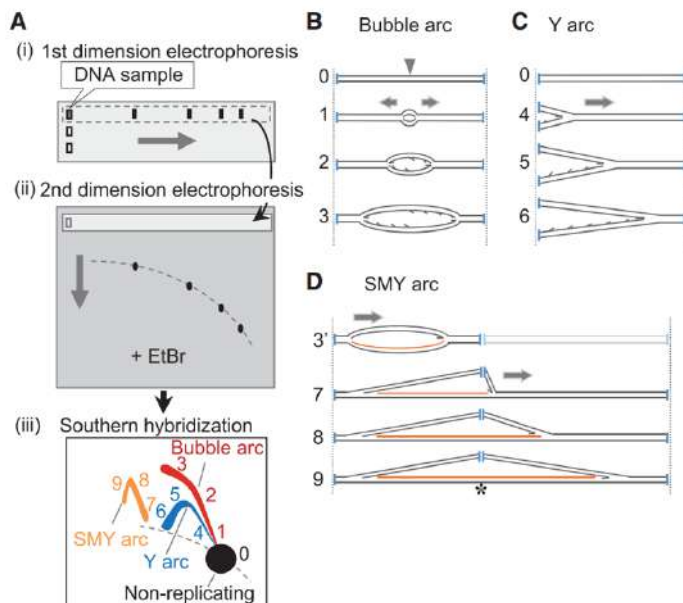 A
(i) 1st dimension electrophoresis
DNA sample
(ii) 2nd dimension electrophoresis
+ EtBr
(iii) Southern hybridization
Bubble arc
3
2
1
9 8
7
5
6
4
0
SMY arc
Y arc
Non-replicating
B Bubble arc
0
1
2
3
C Y arc
0
4
5
6
D SMY arc
3'
7
8
9
*